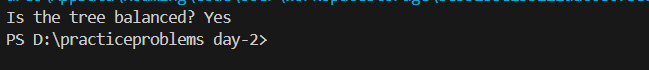 Is the tree balanced? Yes
PS D:\practiceproblems day-2>